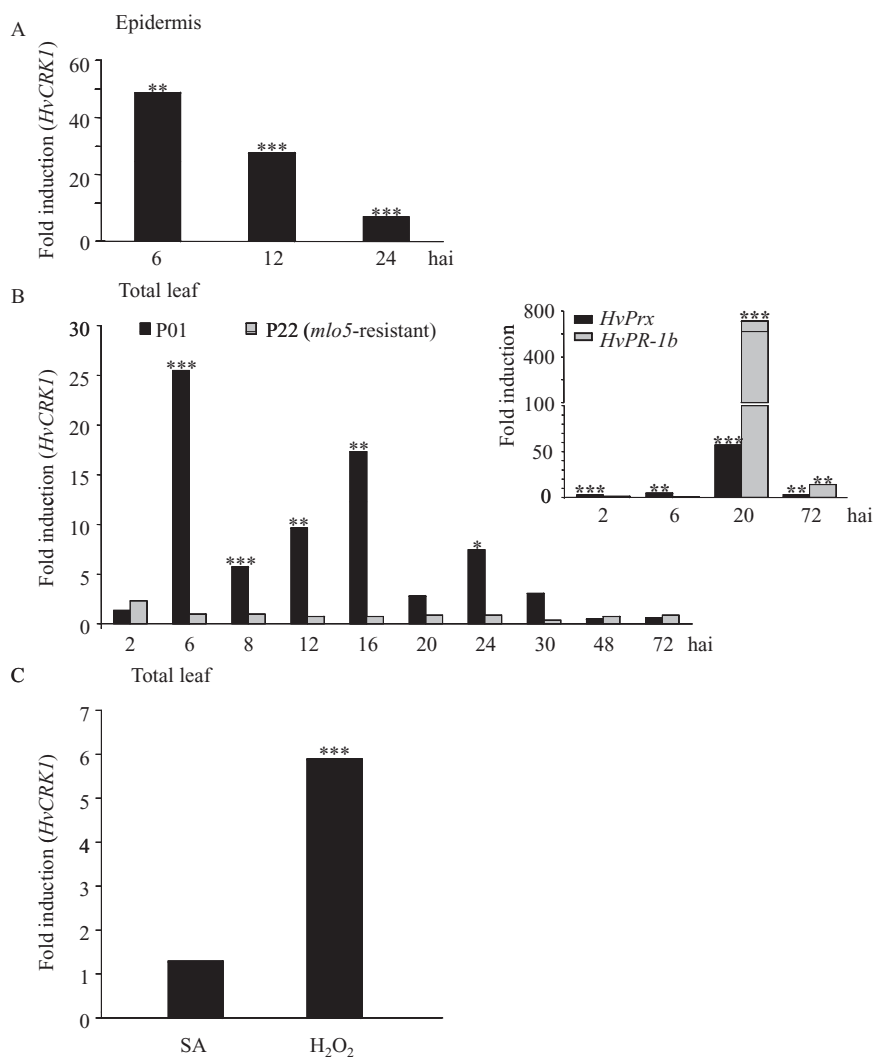 A
Epidermis
Fold induction (HvCRK1)
60
40
20
0
**
***
***
6 12 24 hai
B
Total leaf
P01 P22 (mlo5-resistant)
Fold induction (HvCRK1)
30
25
20
15
10
5
0
***
***
**
**
*
2 6 8 12 16 20 24 30 48 72 hai
HvPrx
HvPR-1b
Fold induction
800
400
100
50
0
***
**
***
***
**
**
2 6 20 72 hai
C
Total leaf
Fold induction (HvCRK1)
7
6
5
4
3
2
1
0
***
SA H₂O₂